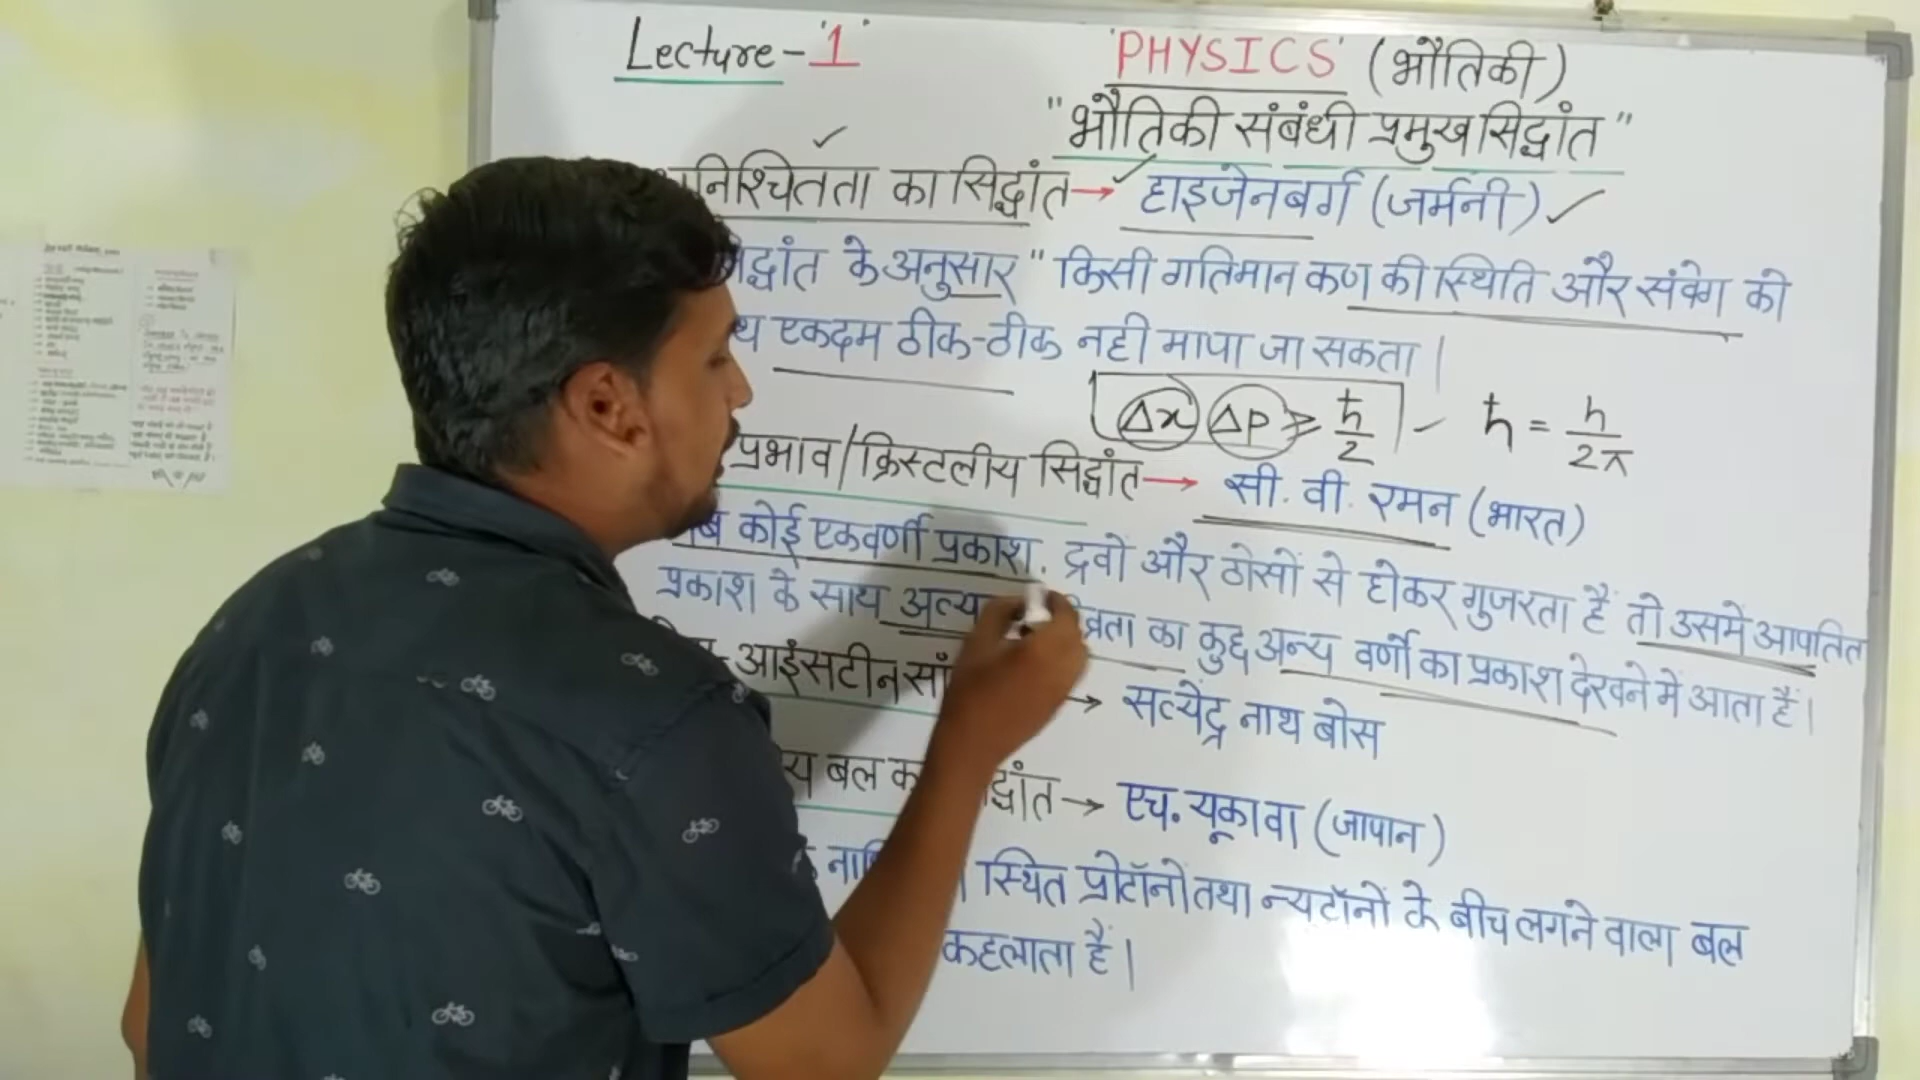 Lecture - '1' 'PHYSICS' (भौतिकी)
"भौतिकी संबंधी प्रमुख सिद्धांत"
निश्चितता का सिद्धांत → हाइजेनबर्ग (जर्मनी)
सिद्धांत के अनुसार " किसी गतिमान कण की स्थिति और संवेग को
एकदम ठीक-ठीक नही मापा जा सकता |
Δx Δp ≥ ħ/2 ħ = h/2π
प्रभाव/क्रिस्टलीय सिद्धांत → सी. वी. रमन (भारत)
कोई एकवर्णी प्रकाश. द्रवों और ठोसों से होकर गुजरता हैं तो उसमें आपतित
प्रकाश के साथ अल्प का कुछ अन्य वर्णो का प्रकाश देखने में आता हैं |
- आईंसटीन → सत्येंद्र नाथ बोस
बल → एच. यूकावा (जापान)
स्थित प्रोटॉनों तथा न्यूट्रॉनों के बीच लगने वाला बल
कहलाता हैं |